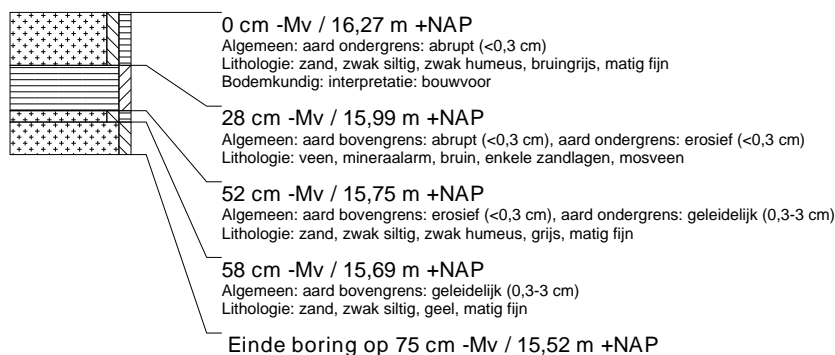 0 cm -Mv / 16,27 m +NAP
Algemeen: aard ondergrens: abrupt (<0,3 cm)
Lithologie: zand, zwak siltig, zwak humeus, bruingrijs, matig fijn
Bodemkundig: interpretatie: bouwvoor
28 cm -Mv / 15,99 m +NAP
Algemeen: aard bovengrens: abrupt (<0,3 cm), aard ondergrens: erosief (<0,3 cm)
Lithologie: veen, mineraalarm, bruin, enkele zandlagen, mosveen
52 cm -Mv / 15,75 m +NAP
Algemeen: aard bovengrens: erosief (<0,3 cm), aard ondergrens: geleidelijk (0,3-3 cm)
Lithologie: zand, zwak siltig, zwak humeus, grijs, matig fijn
58 cm -Mv / 15,69 m +NAP
Algemeen: aard bovengrens: geleidelijk (0,3-3 cm)
Lithologie: zand, zwak siltig, geel, matig fijn
Einde boring op 75 cm -Mv / 15,52 m +NAP